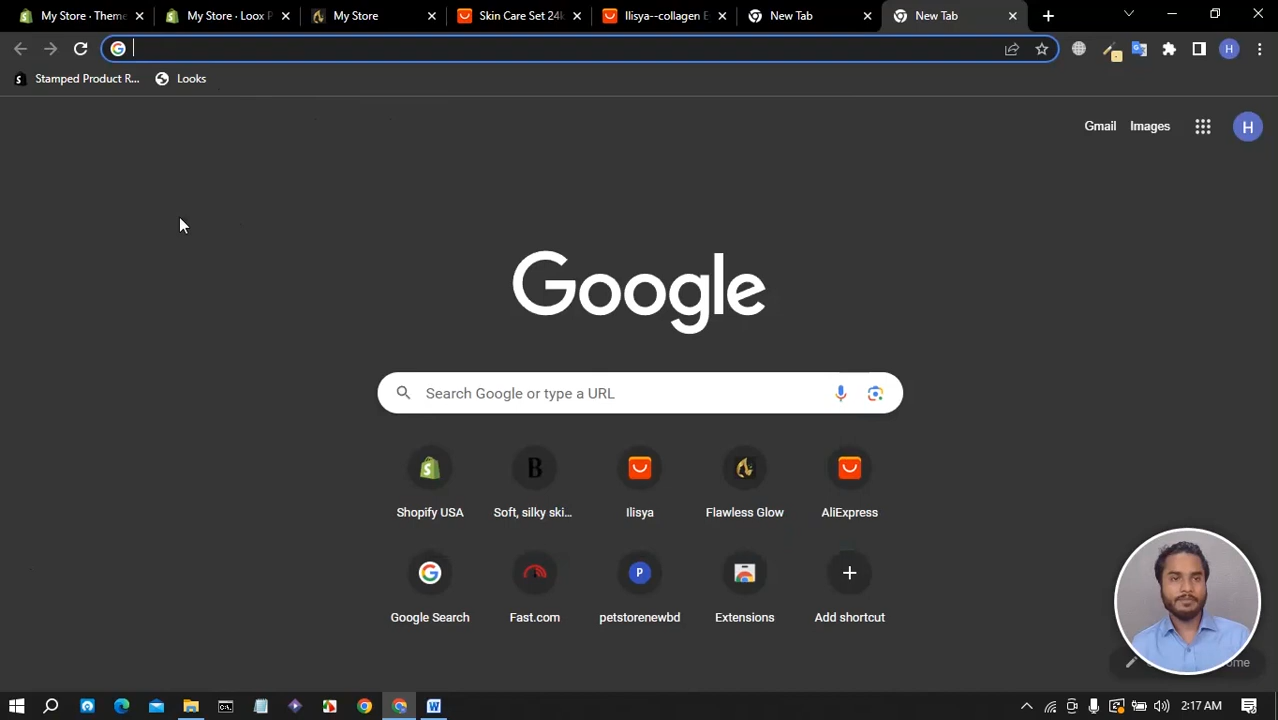 My Store · Theme
My Store · Loox P
My Store
Skin Care Set 24k
Ilisya--collagen E
New Tab
New Tab
Stamped Product R...
Looks
H
Gmail
Images
H
Google
Search Google or type a URL
B
Shopify USA
Soft, silky ski...
Ilisya
Flawless Glow
AliExpress
P
Google Search
Fast.com
petstorenewbd
Extensions
Add shortcut
2:17 AM